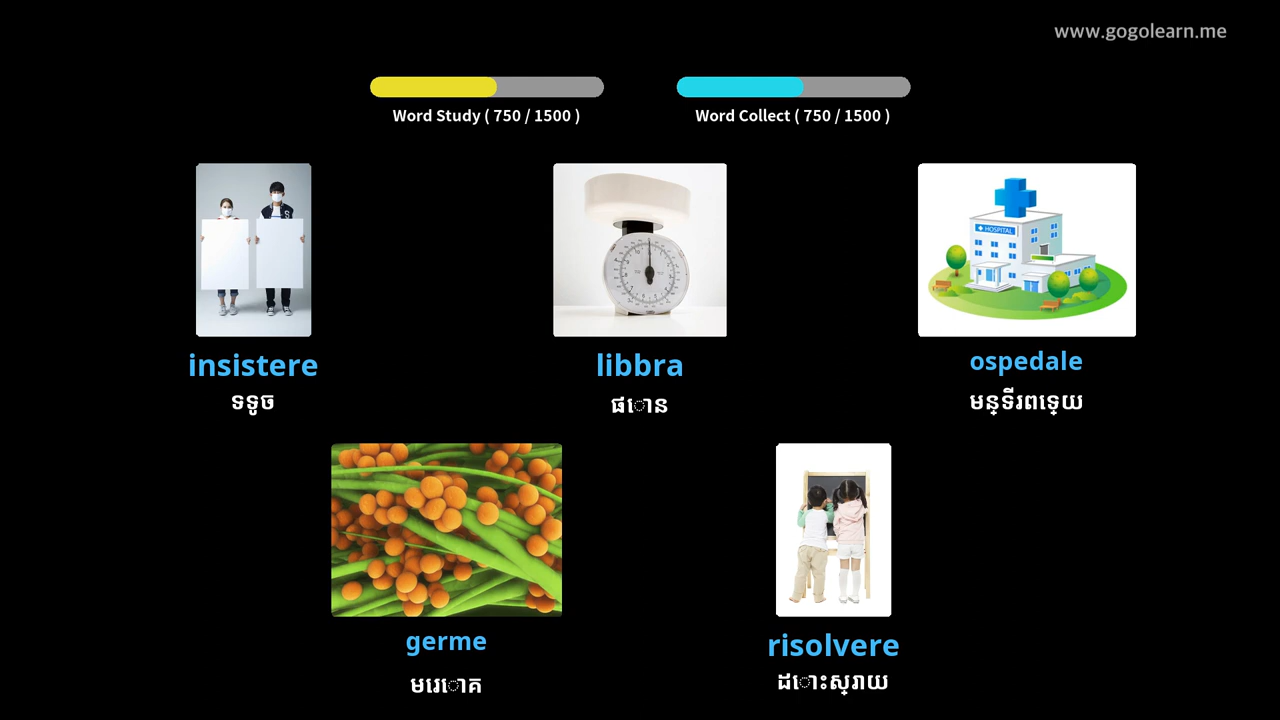 www.gogolearn.me
Word Study ( 750 / 1500 )
Word Collect ( 750 / 1500 )
HOSPITAL
insistere
libbra
ospedale
ទទូច
ផោន
មន្ទីរពេទ្យ
germe
risolvere
មេរោគ
ដោះស្រាយ